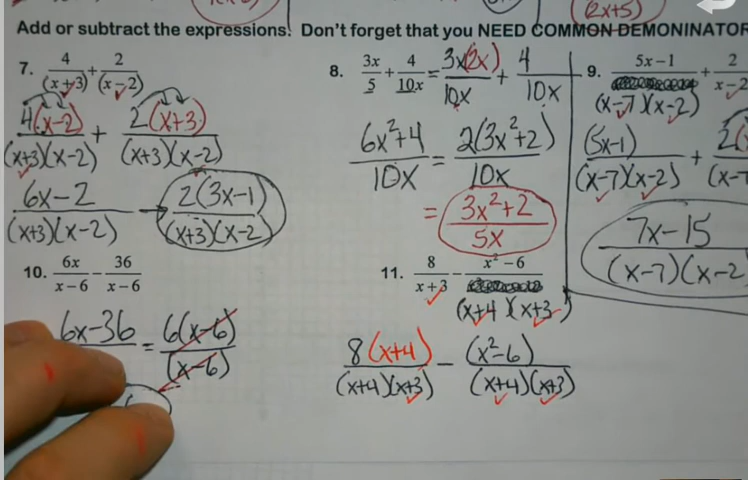 (2x+5)
Add or subtract the expressions! Don't forget that you NEED COMMON DEMONINATOR
7. 4/(x+3) + 2/(x-2)
4(x-2)/(x+3)(x-2) + 2(x+3)/(x+3)(x-2)
6x-2/(x+3)(x-2) → 2(3x-1)/(x+3)(x-2)
8. 3x/5 + 4/10x = 3x(2x)/10x + 4/10x
6x²+4/10x = 2(3x²+2)/10x
= 3x²+2/5x
9. 5x-1/(x-7)(x-2) + 2/x-2
(5x-1)/(x-7)(x-2) + 2(/(x-7
7x-15/(x-7)(x-2
10. 6x/x-6 - 36/x-6
6x-36 = 6(x-6)/(x-6)
11. 8/x+3 - x²-6/(x+4)(x+3)
8(x+4)/(x+4)(x+3) - (x²-6)/(x+4)(x+3)